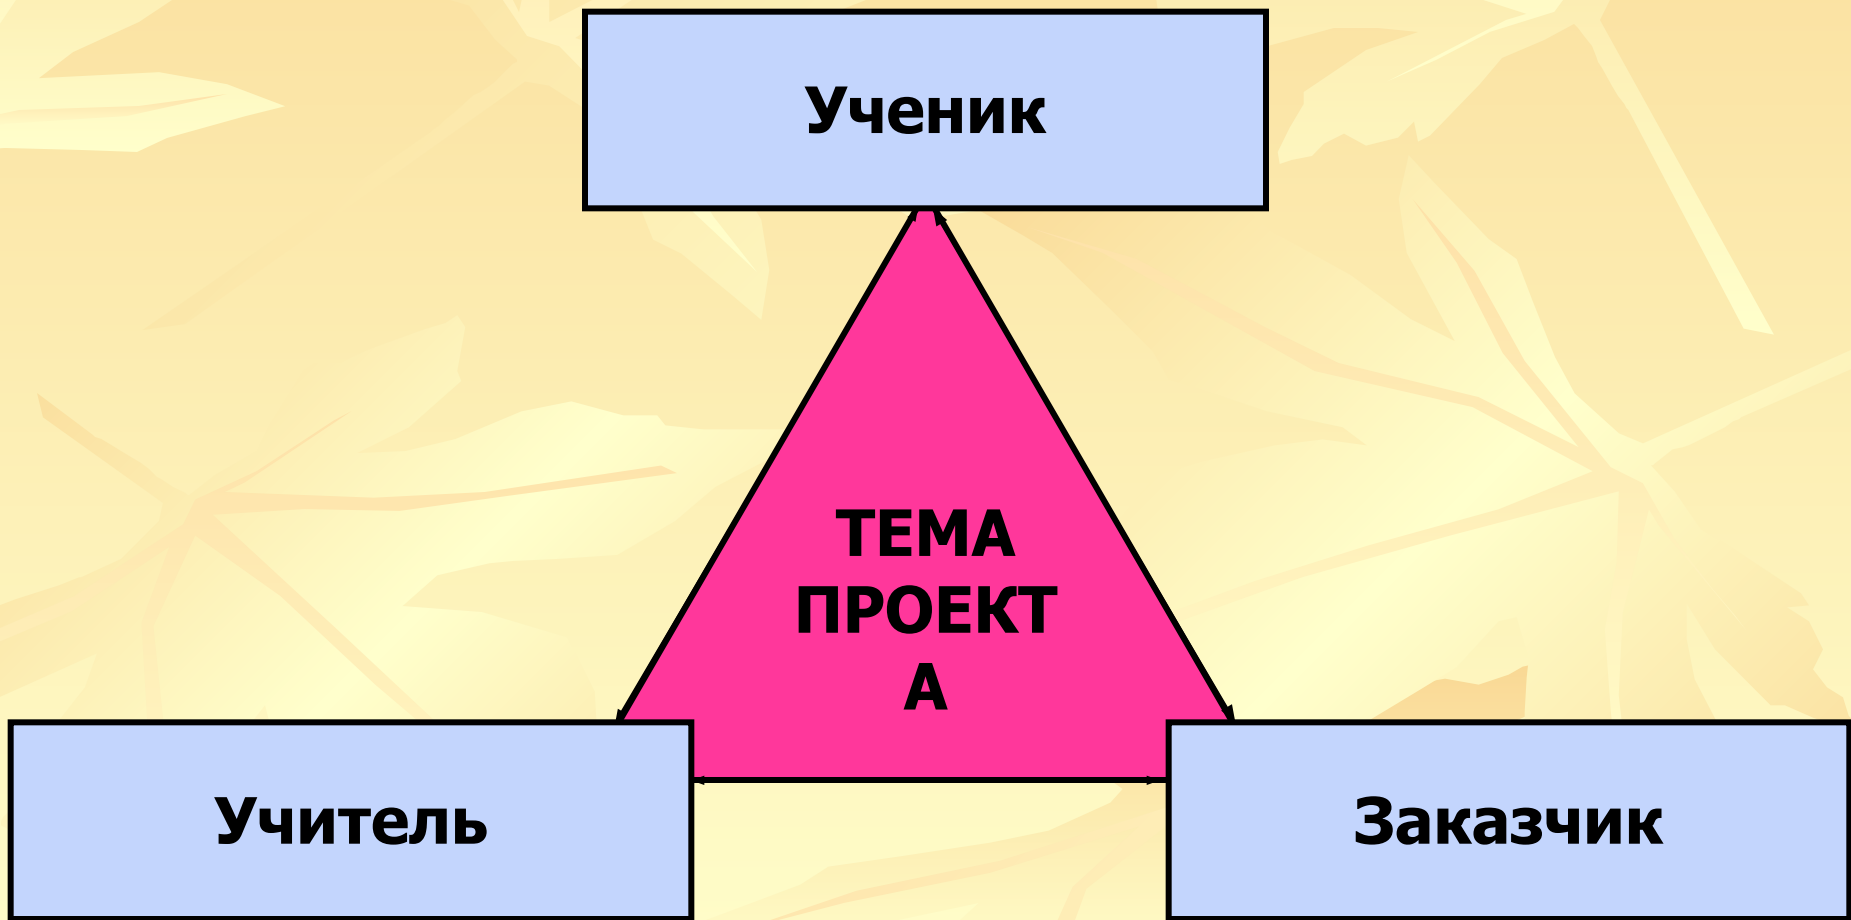 Ученик
ТЕМА
ПРОЕКТ
А
Учитель
Заказчик